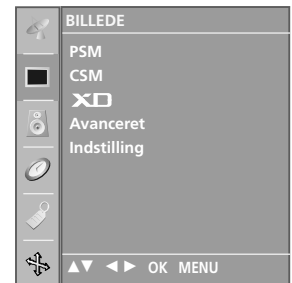 BILLEDE
PSM
CSM
XD
Avanceret
Indstilling
▲▼ ◄► OK MENU